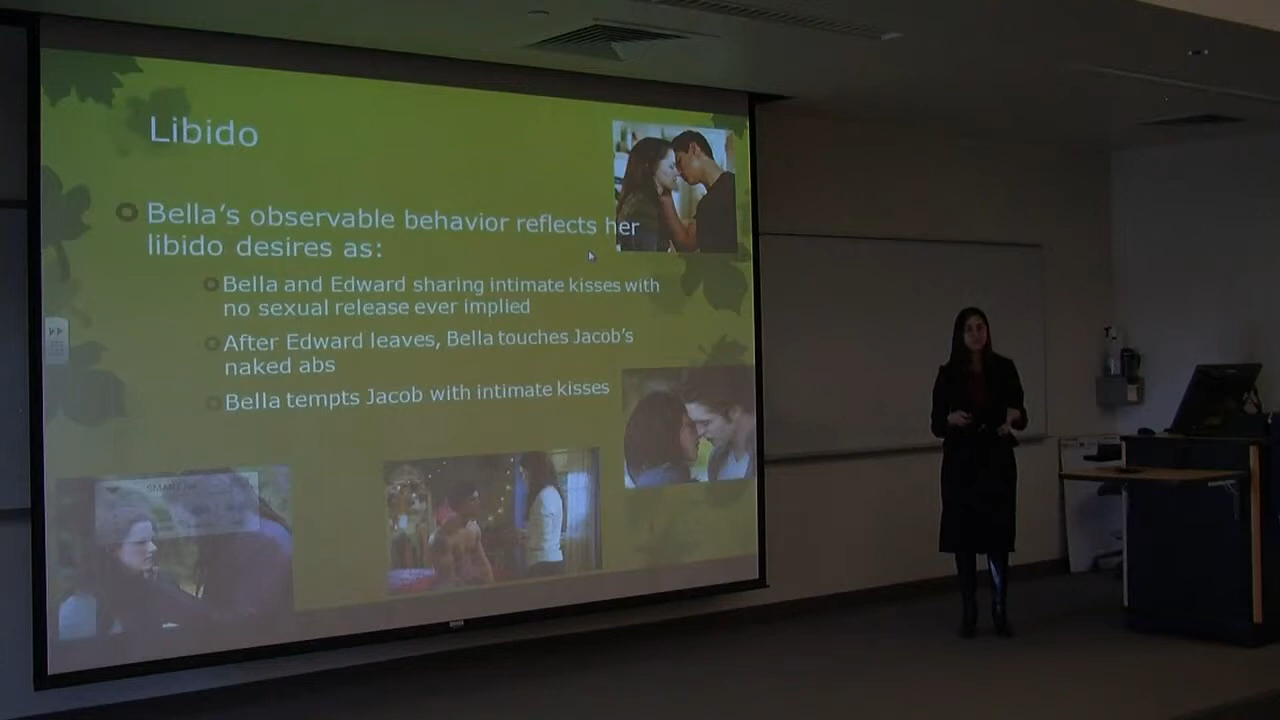 Libido
Bella's observable behavior reflects her
libido desires as:
Bella and Edward sharing intimate kisses with
no sexual release ever implied
After Edward leaves, Bella touches Jacob's
naked abs
Bella tempts Jacob with intimate kisses